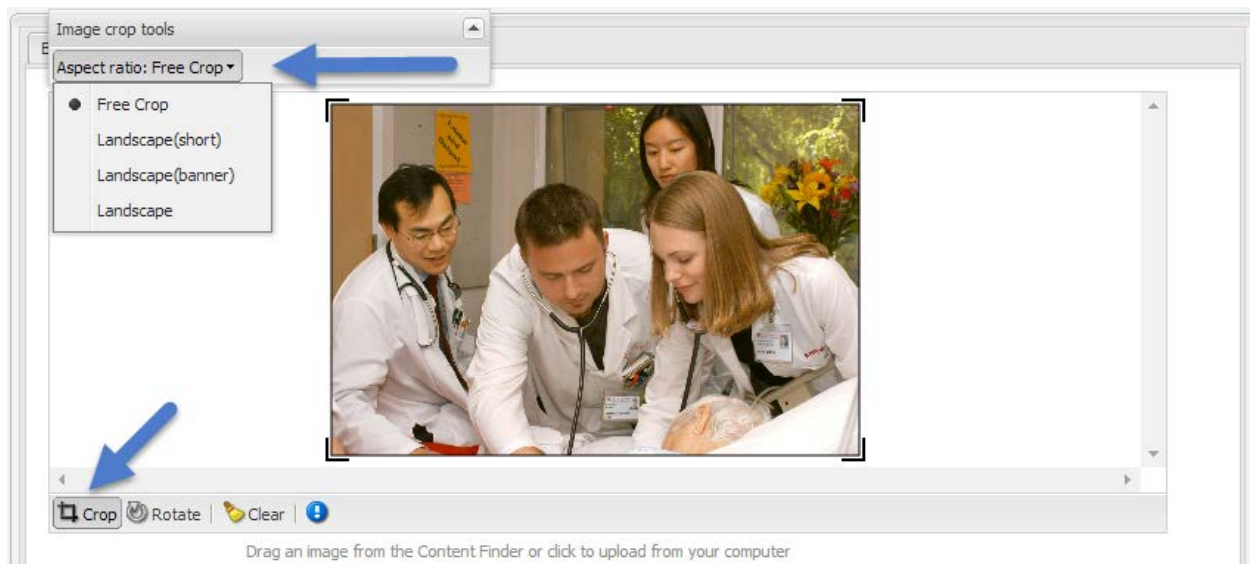 Image crop tools
Aspect ratio: Free Crop
Free Crop
Landscape(short)
Landscape(banner)
Landscape
Crop Rotate Clear
Drag an image from the Content Finder or click to upload from your computer